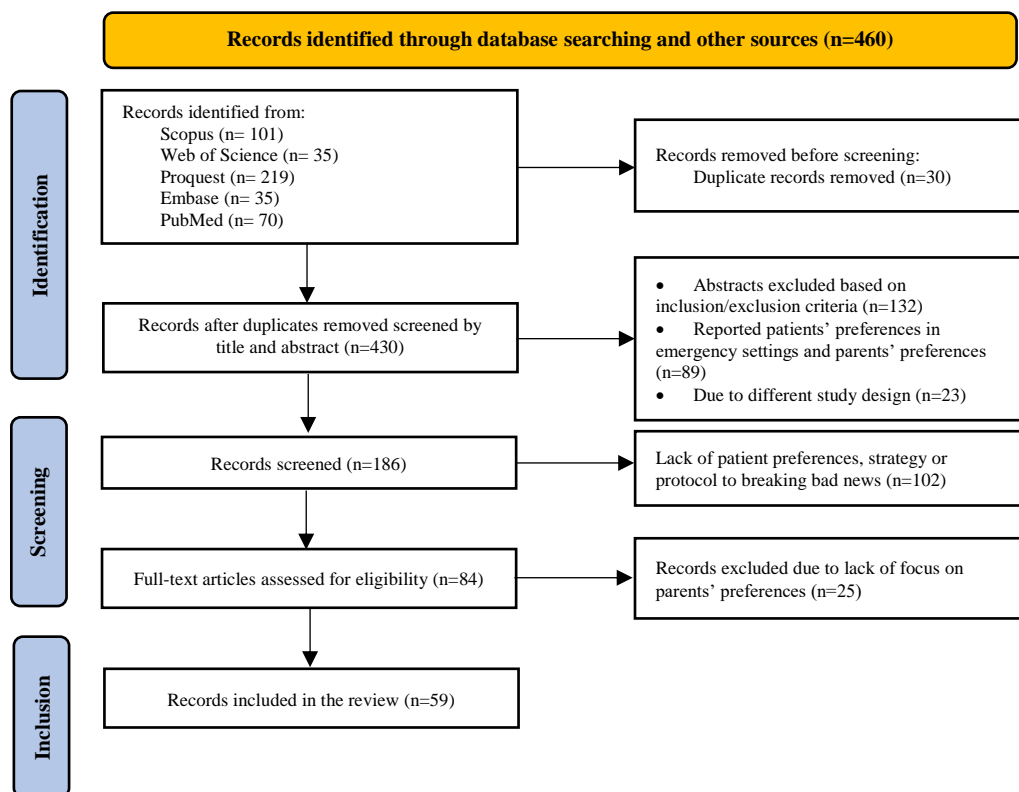 Records identified through database searching and other sources (n=460)
Identification
Records identified from:
Scopus (n= 101)
Web of Science (n= 35)
Proquest (n= 219)
Embase (n= 35)
PubMed (n= 70)
Records removed before screening:
Duplicate records removed (n=30)
Records after duplicates removed screened by
title and abstract (n=430)
• Abstracts excluded based on
inclusion/exclusion criteria (n=132)
• Reported patients’ preferences in
emergency settings and parents’ preferences
(n=89)
• Due to different study design (n=23)
Screening
Records screened (n=186)
Lack of patient preferences, strategy or
protocol to breaking bad news (n=102)
Full-text articles assessed for eligibility (n=84)
Records excluded due to lack of focus on
parents’ preferences (n=25)
Inclusion
Records included in the review (n=59)